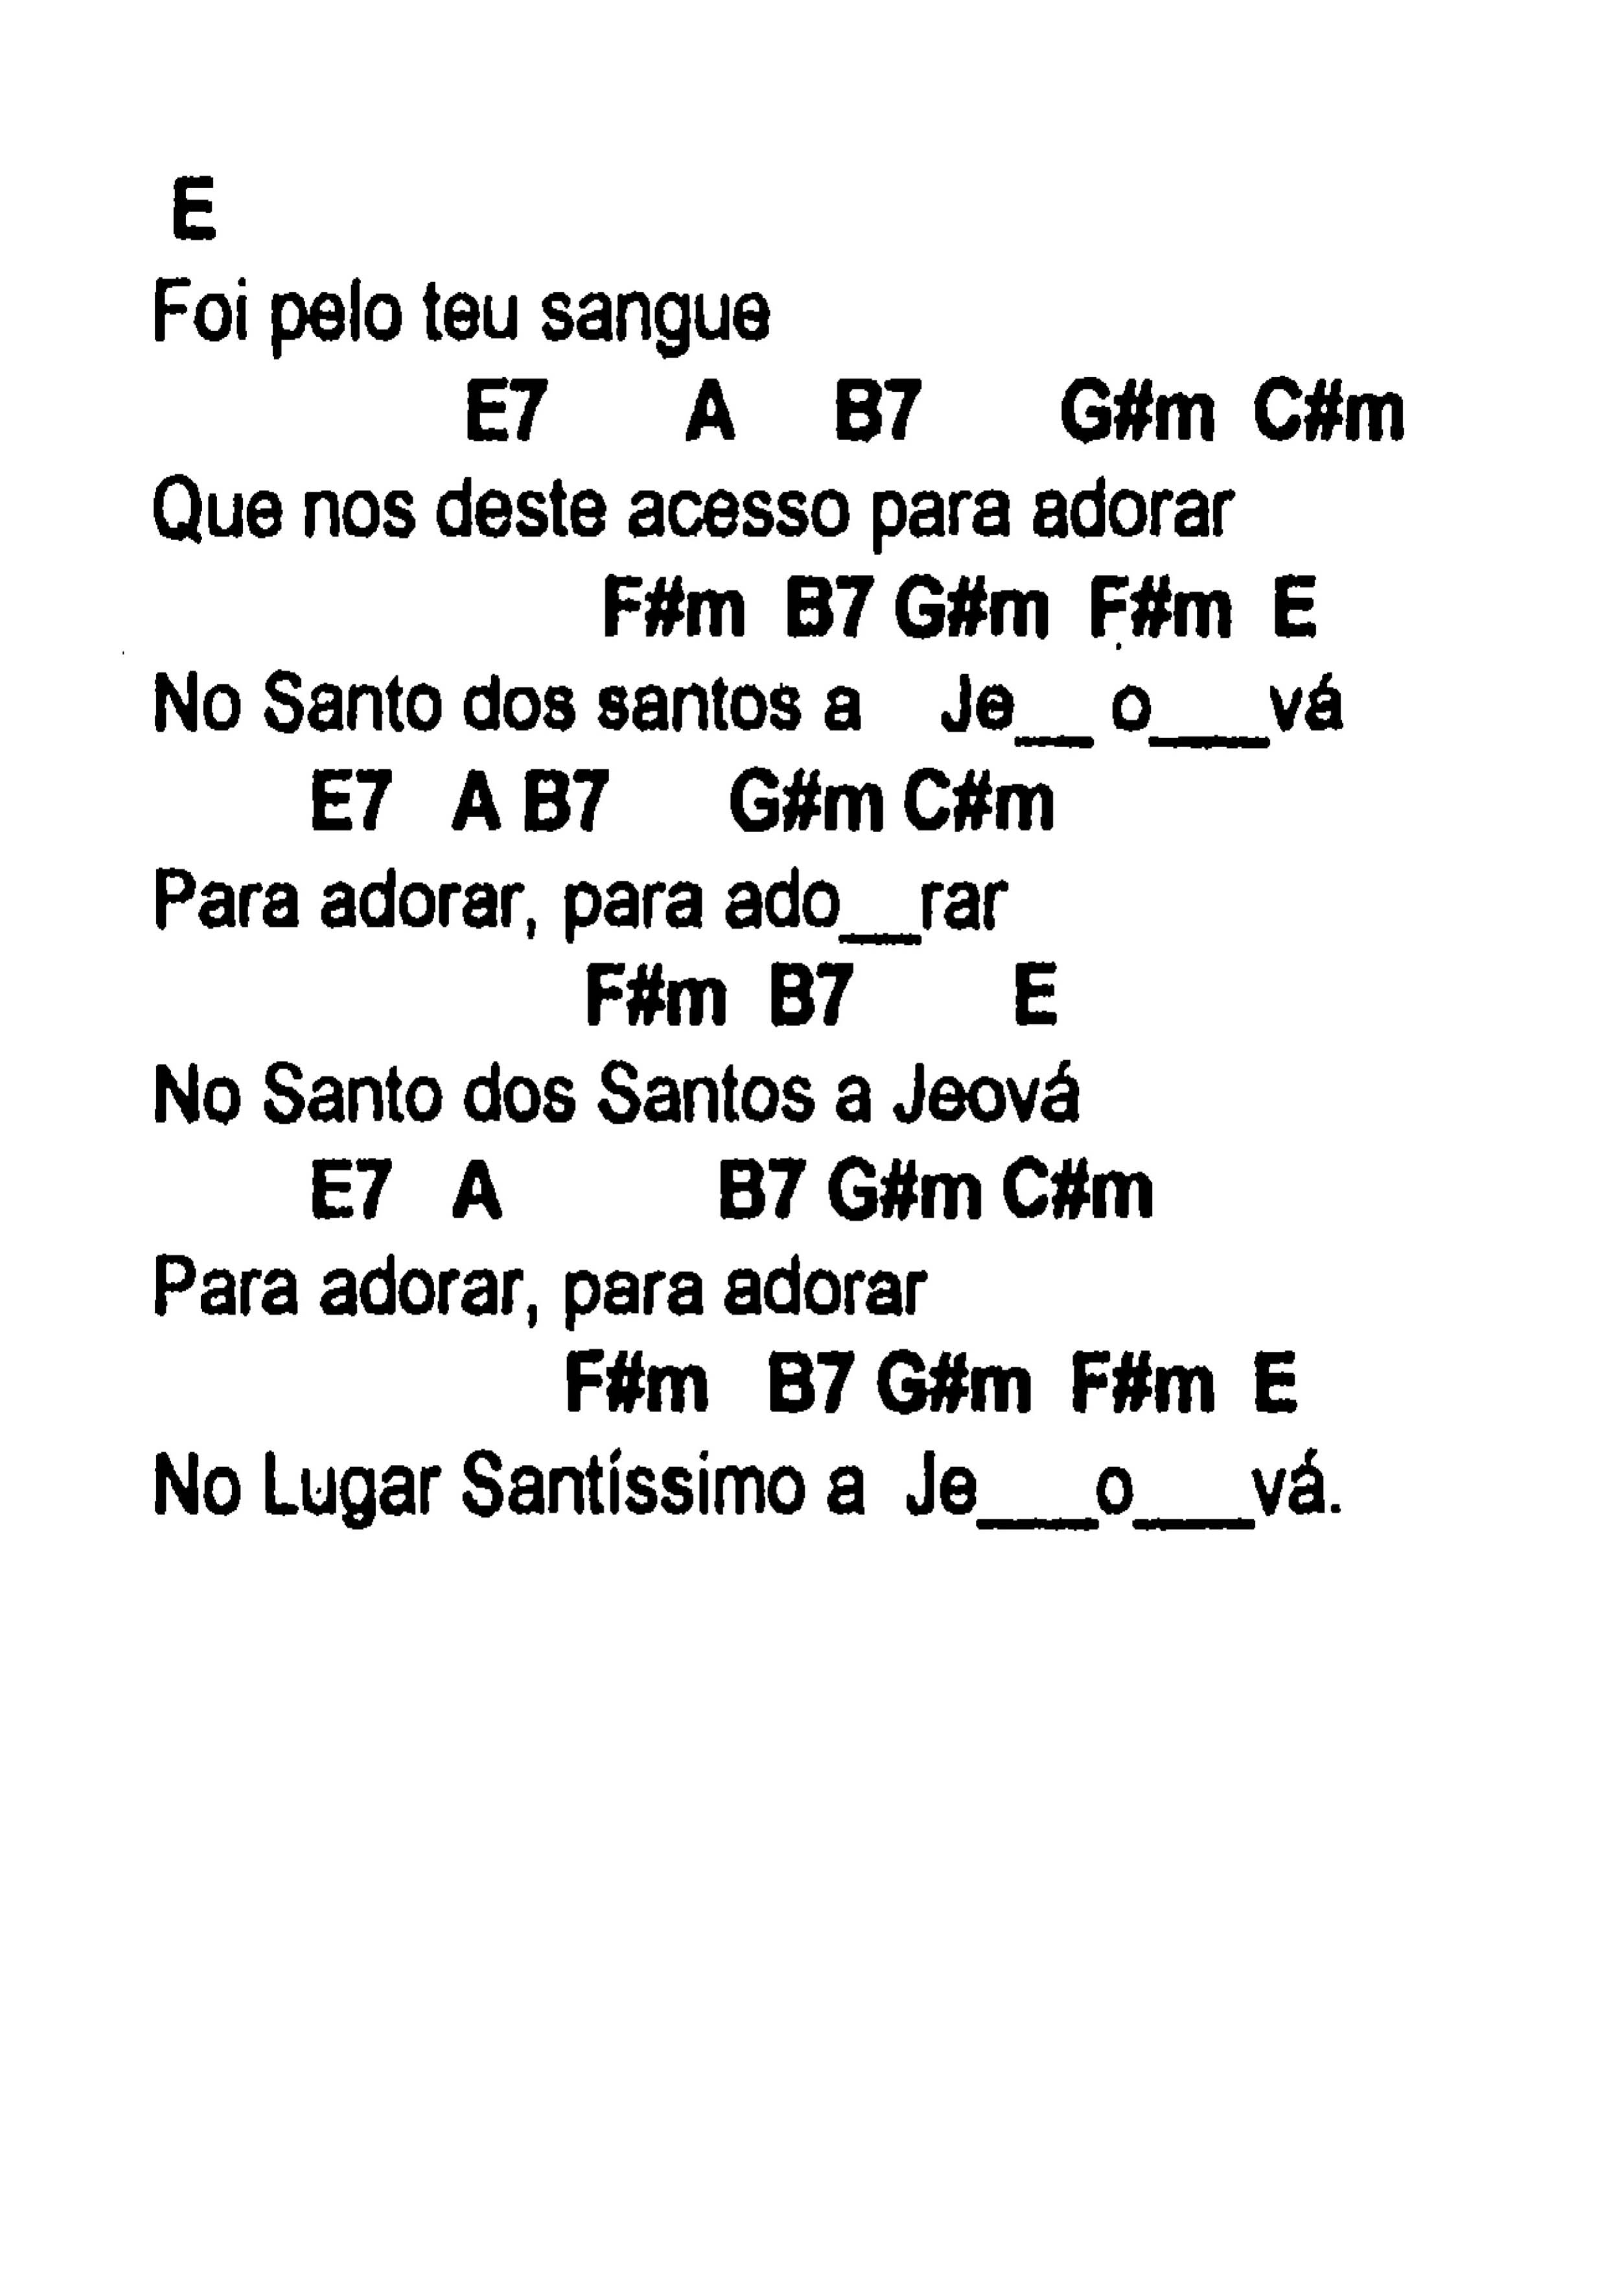 E
Foi pelo teu sangue
E7 A B7 G#m C#m
Que nos deste acesso para adorar
F#m B7 G#m F#m E
No Santo dos santos a Je__ o___vá
E7 A B7 G#m C#m
Para adorar, para ado__rar
F#m B7 E
No Santo dos Santos a Jeová
E7 A B7 G#m C#m
Para adorar, para adorar
F#m B7 G#m F#m E
No Lugar Santíssimo a Je___o___vá.